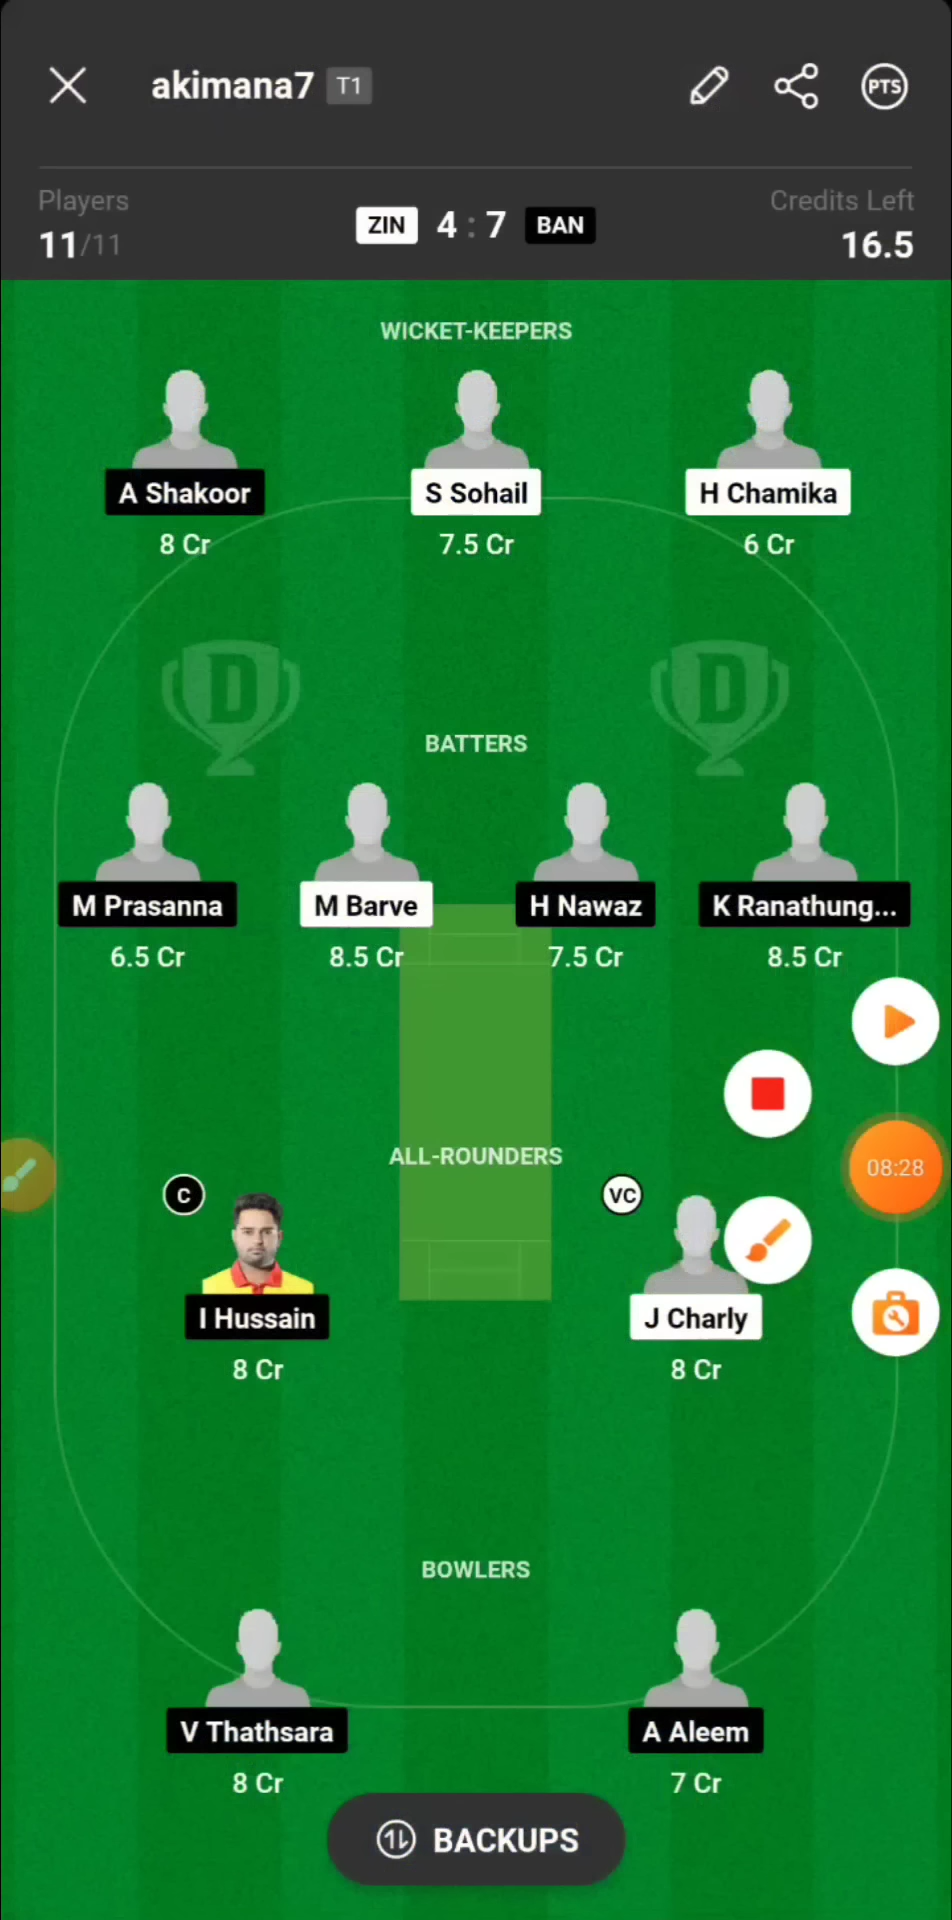 akimana7 T1
PTS
Players
Credits Left
11/11
ZIN 4 : 7 BAN
16.5
WICKET-KEEPERS
A Shakoor
S Sohail
H Chamika
8 Cr
7.5 Cr
6 Cr
D
D
BATTERS
M Prasanna
M Barve
H Nawaz
K Ranathung...
6.5 Cr
8.5 Cr
7.5 Cr
8.5 Cr
ALL-ROUNDERS
08:28
C
VC
I Hussain
J Charly
8 Cr
8 Cr
BOWLERS
V Thathsara
A Aleem
8 Cr
7 Cr
BACKUPS